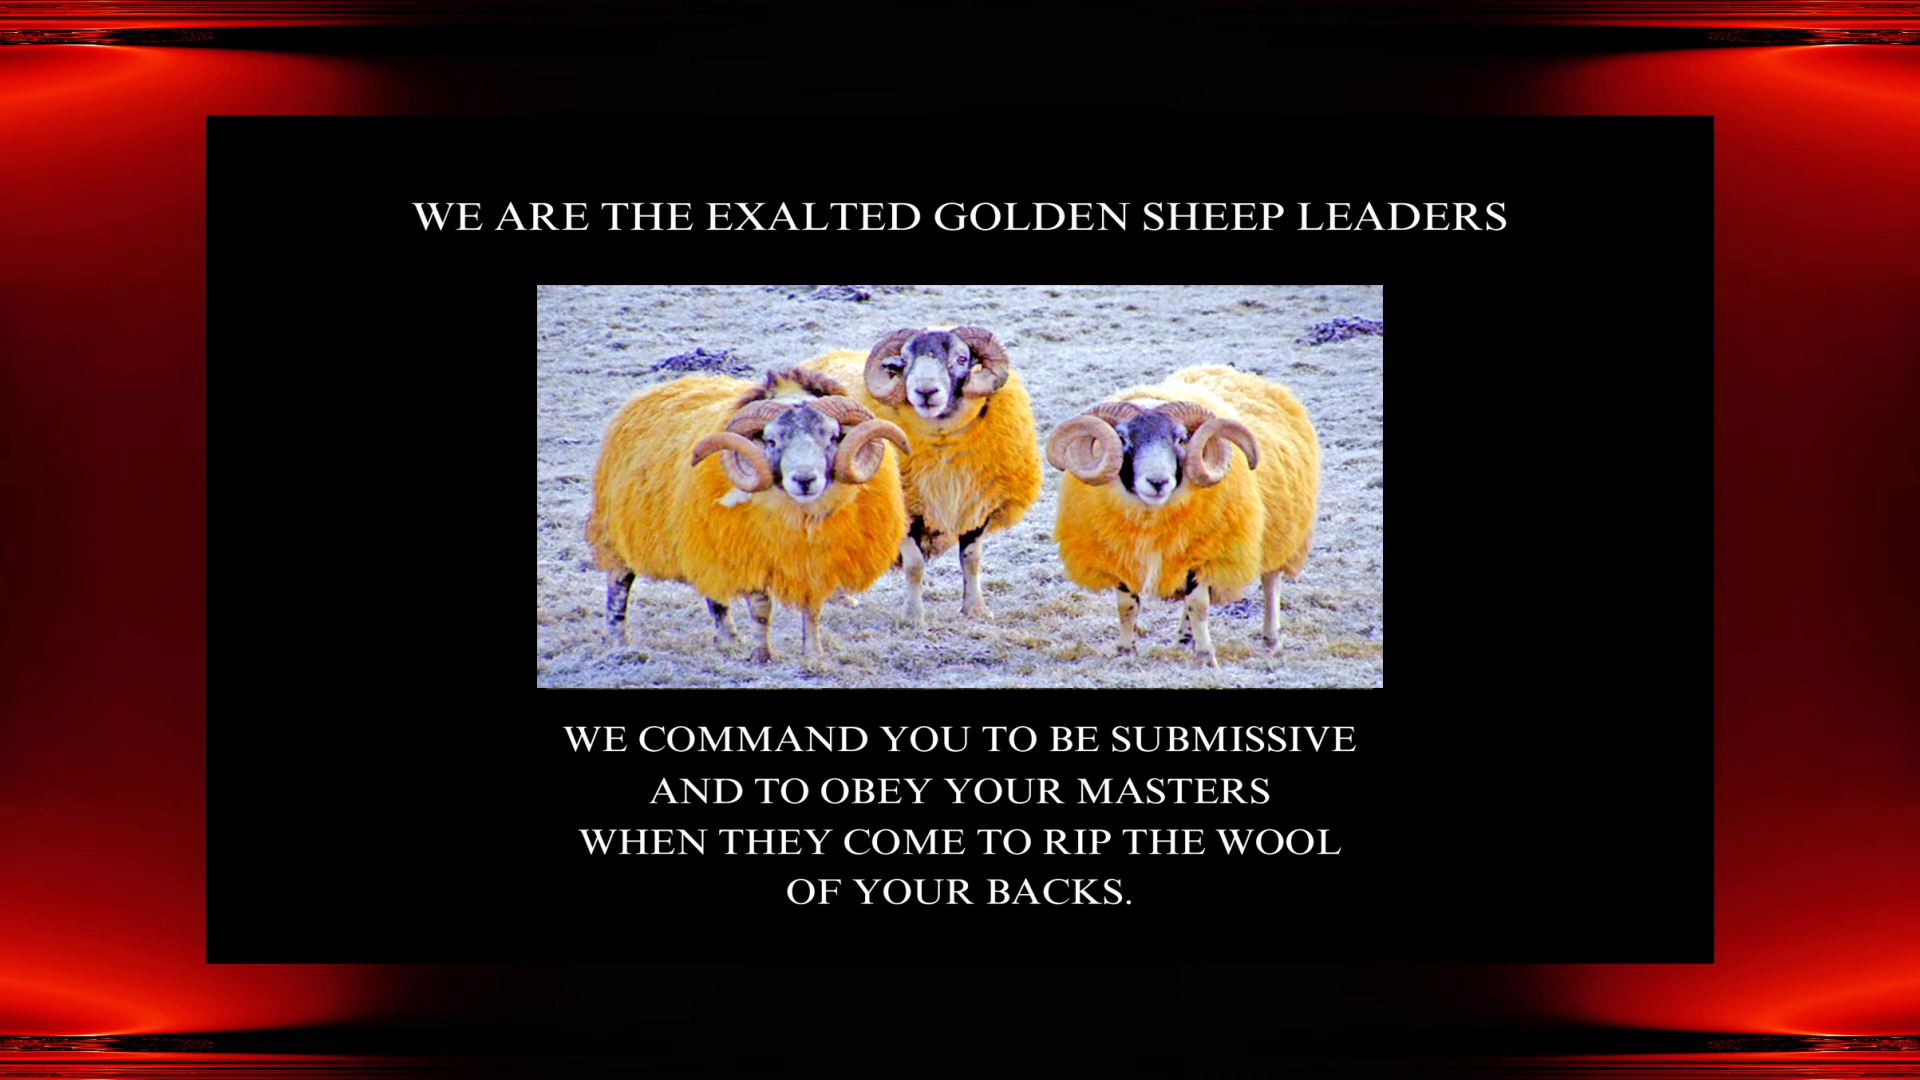 WE ARE THE EXALTED GOLDEN SHEEP LEADERS
WE COMMAND YOU TO BE SUBMISSIVE
AND TO OBEY YOUR MASTERS
WHEN THEY COME TO RIP THE WOOL
OF YOUR BACKS.